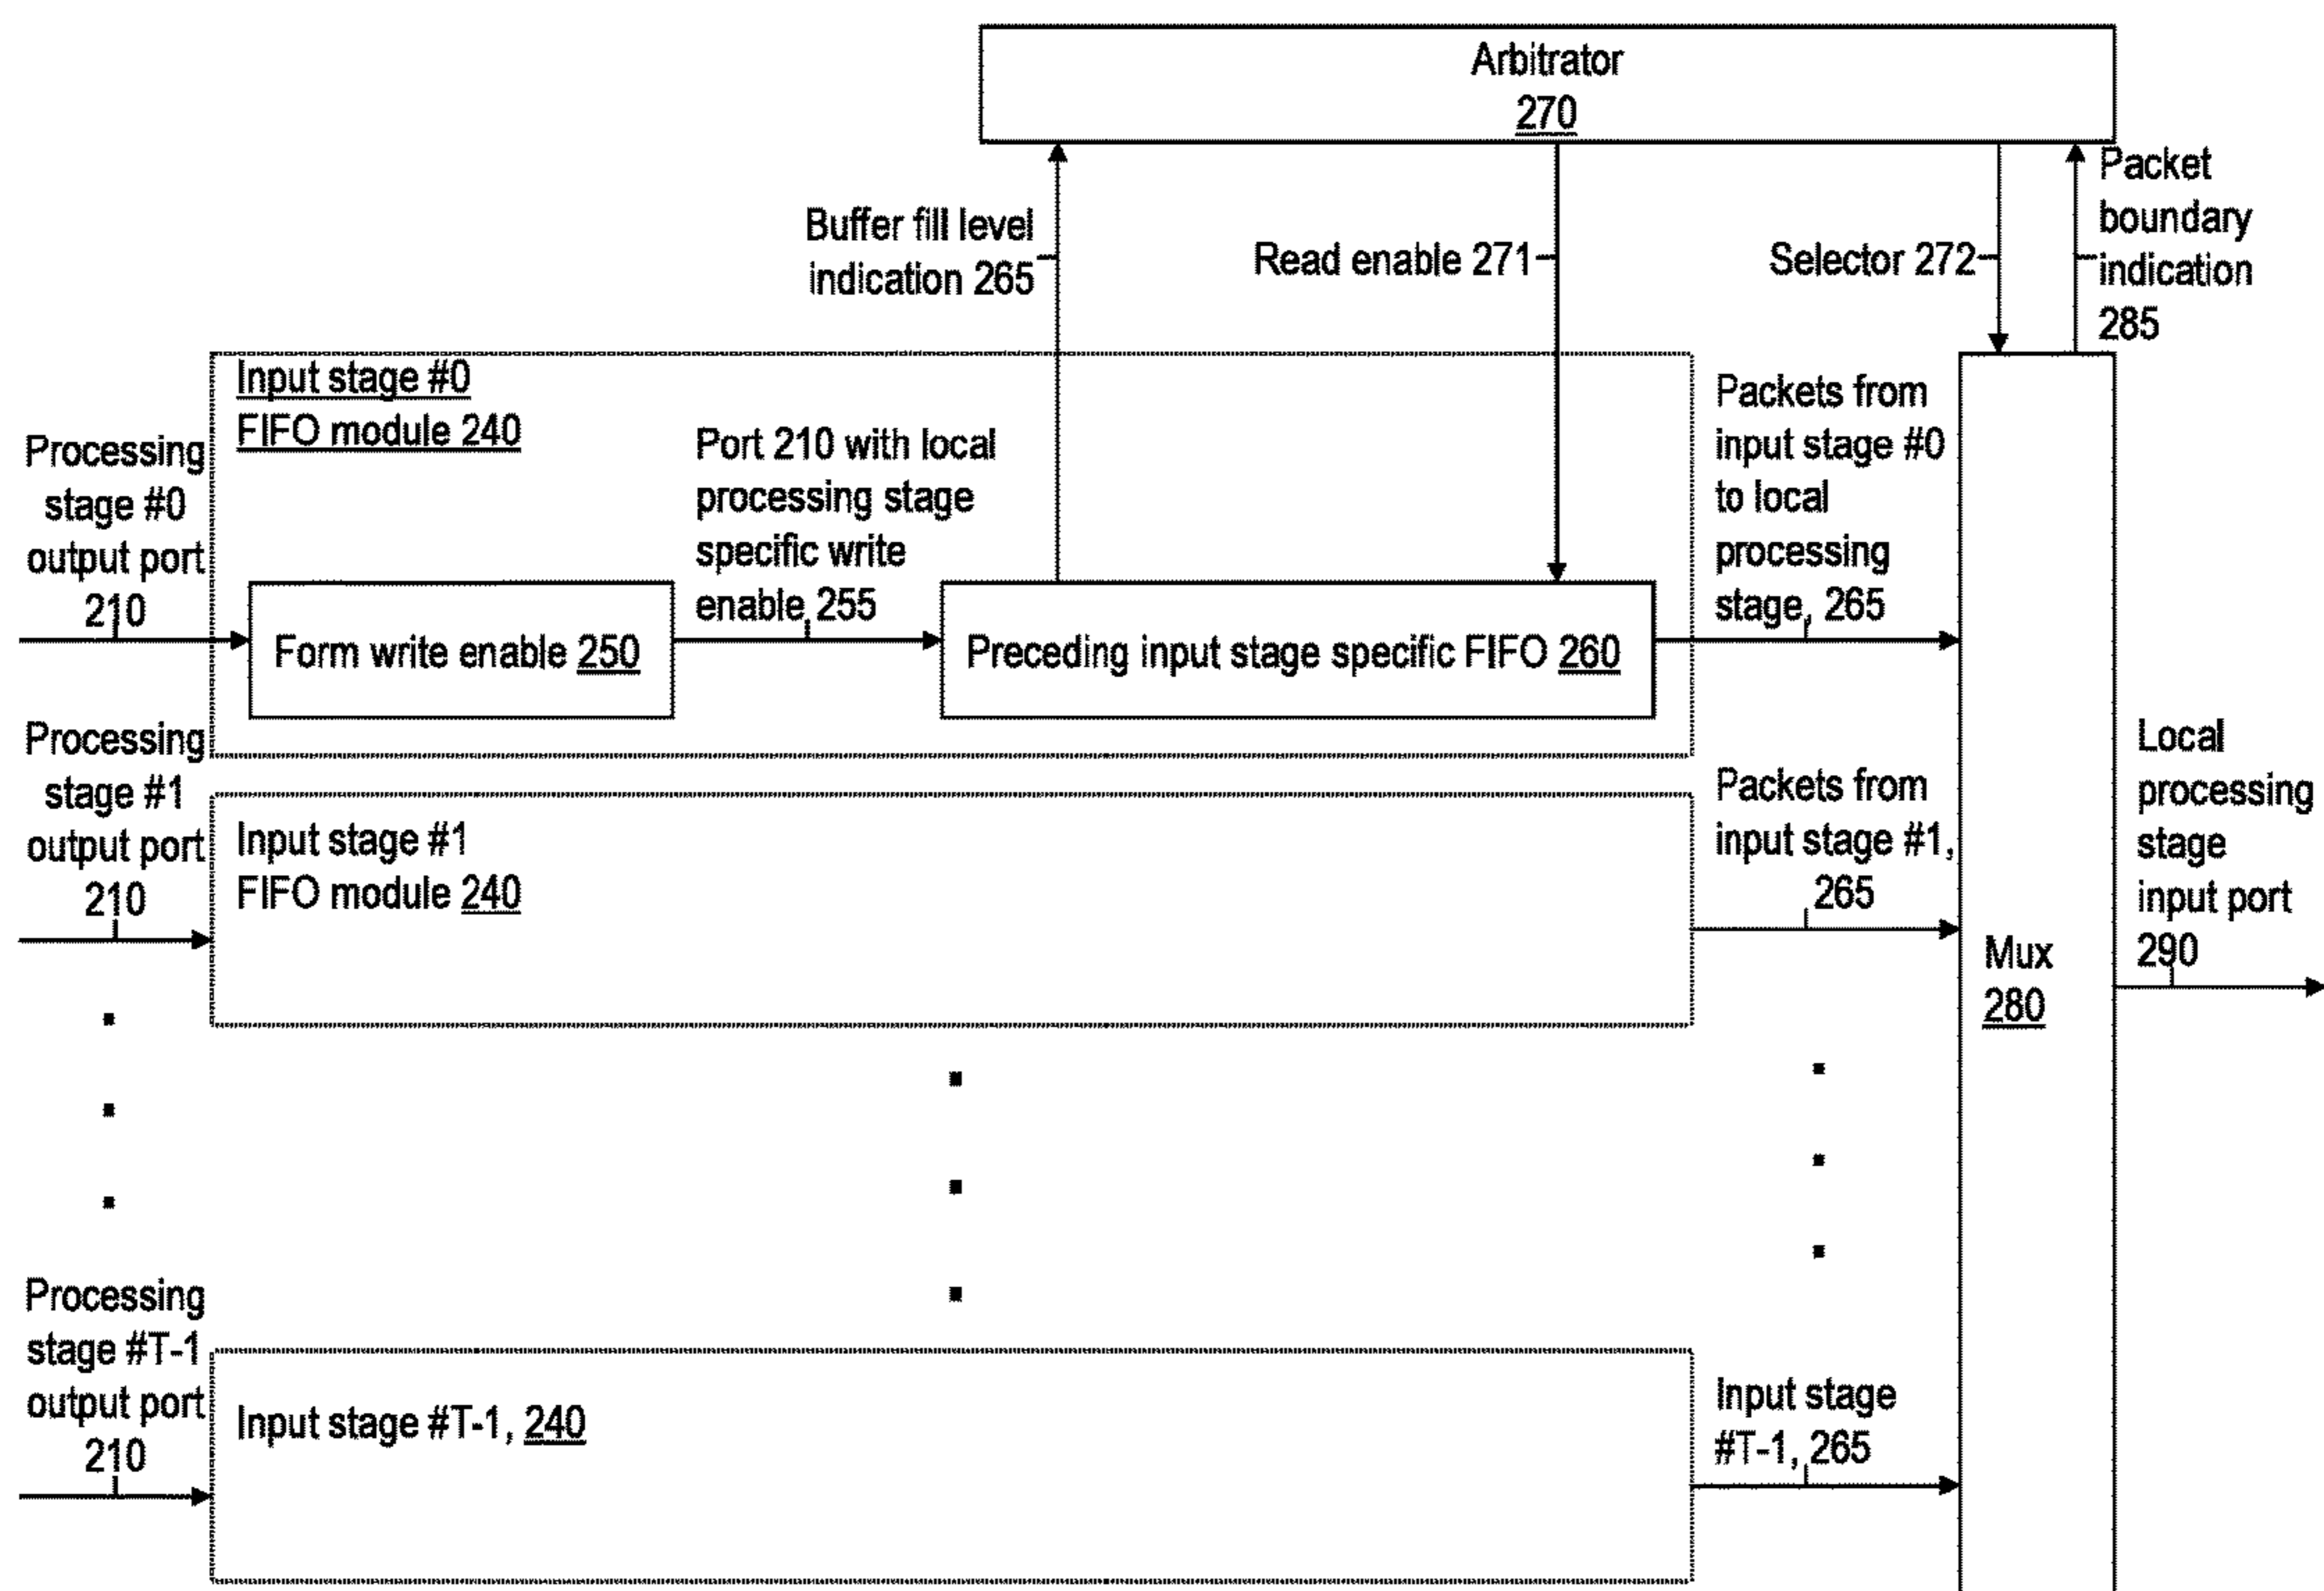 Arbitrator
270
Buffer fill level
indication 265
Read enable 271
Selector 272
Packet
boundary
indication
285
Input stage #0
FIFO module 240
Processing
stage #0
output port
210
Form write enable 250
Port 210 with local
processing stage
specific write
enable 255
Preceding input stage specific FIFO 260
Packets from
input stage #0
to local
processing
stage, 265
Processing
stage #1
output port
210
Input stage #1
FIFO module 240
Packets from
input stage #1,
265
Mux
280
Local
processing
stage
input port
290
Processing
stage #T-1
output port
210
Input stage #T-1, 240
Input stage
#T-1, 265